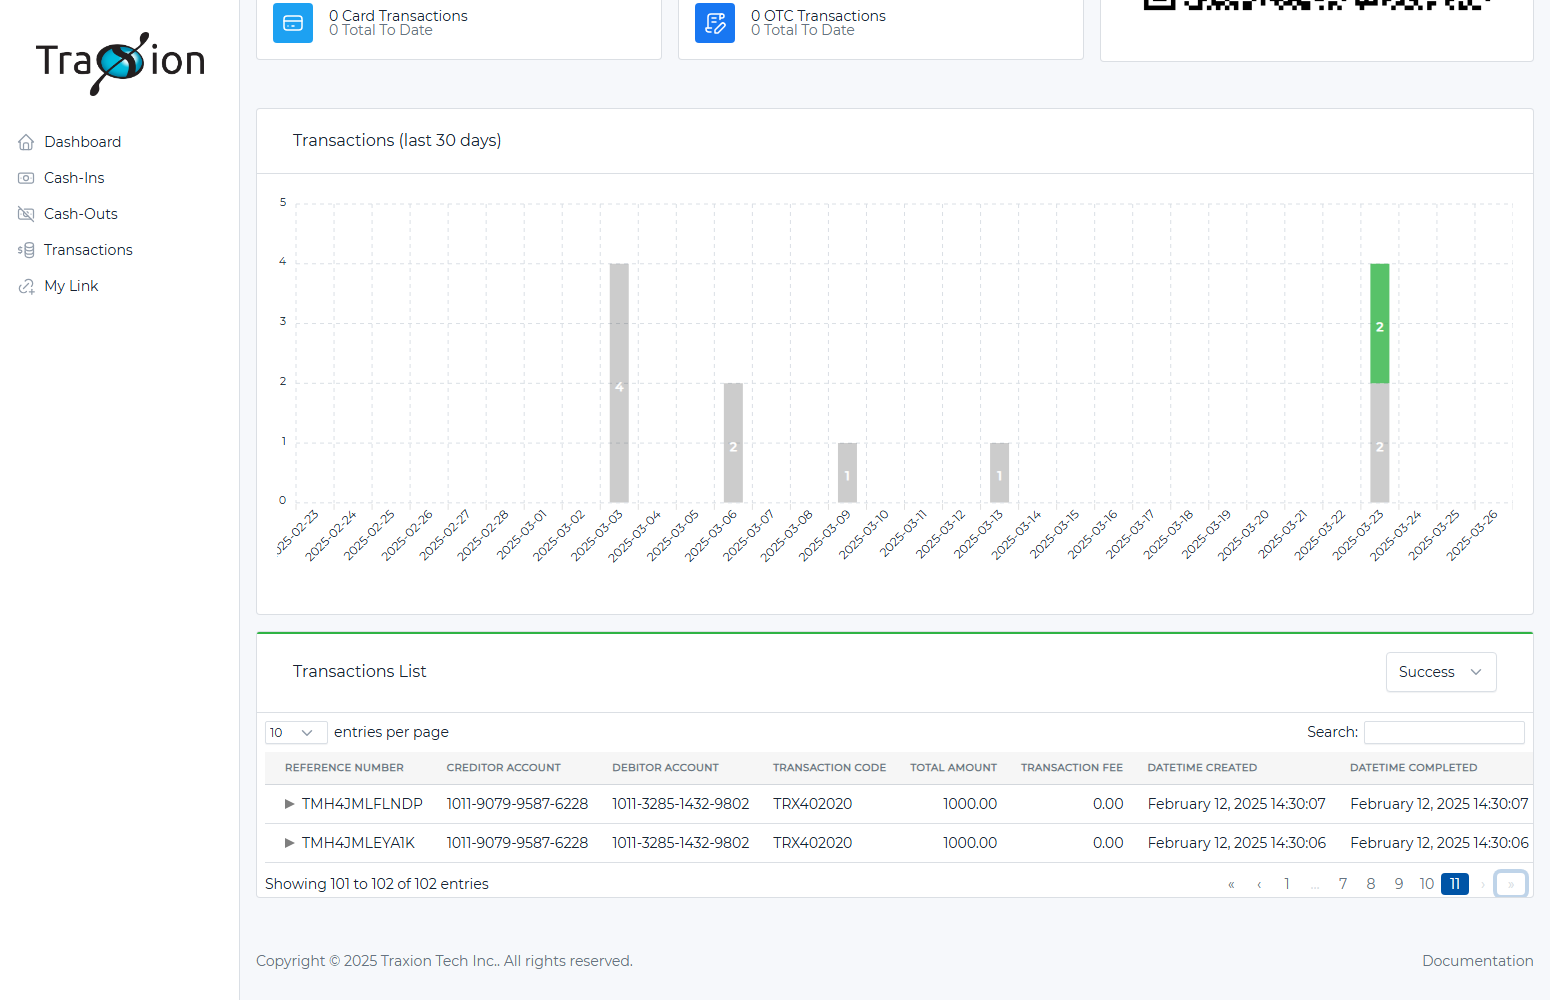 0 Card Transactions
0 Total To Date
0 OTC Transactions
0 Total To Date
Traxion
Dashboard
Cash-Ins
Cash-Outs
Transactions
My Link
Transactions (last 30 days)
5
4
3
2
1
0
4
2
1
1
2
2
2025-02-24
2025-02-25
2025-02-26
2025-02-27
2025-02-28
2025-03-01
2025-03-02
2025-03-03
2025-03-04
2025-03-05
2025-03-06
2025-03-07
2025-03-08
2025-03-09
2025-03-10
2025-03-11
2025-03-12
2025-03-13
2025-03-14
2025-03-15
2025-03-16
2025-03-17
2025-03-18
2025-03-19
2025-03-20
2025-03-21
2025-03-22
2025-03-23
2025-03-24
2025-03-25
2025-03-26
Transactions List
Success
10 entries per page
Search:
REFERENCE NUMBER CREDITOR ACCOUNT DEBITOR ACCOUNT TRANSACTION CODE TOTAL AMOUNT TRANSACTION FEE DATETIME CREATED DATETIME COMPLETED
▶ TMH4JMLFLNDP 1011-9079-9587-6228 1011-3285-1432-9802 TRX402020 1000.00 0.00 February 12, 2025 14:30:07 February 12, 2025 14:30:07
▶ TMH4JMLEYA1K 1011-9079-9587-6228 1011-3285-1432-9802 TRX402020 1000.00 0.00 February 12, 2025 14:30:06 February 12, 2025 14:30:06
Showing 101 to 102 of 102 entries
« ‹ 1 ... 7 8 9 10 11 › »
Copyright © 2025 Traxion Tech Inc.. All rights reserved.
Documentation